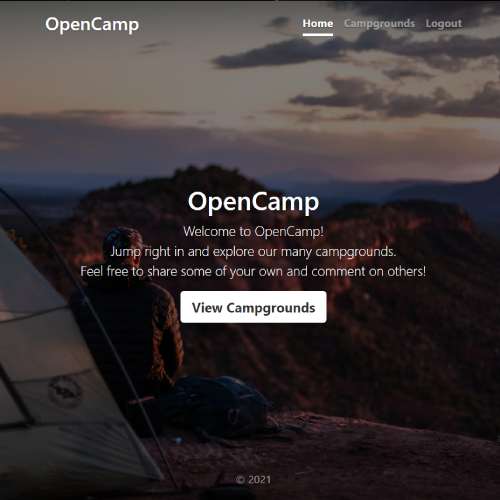 OpenCamp
Home Campgrounds Logout
OpenCamp
Welcome to OpenCamp!
Jump right in and explore our many campgrounds.
Feel free to share some of your own and comment on others!
View Campgrounds
© 2021